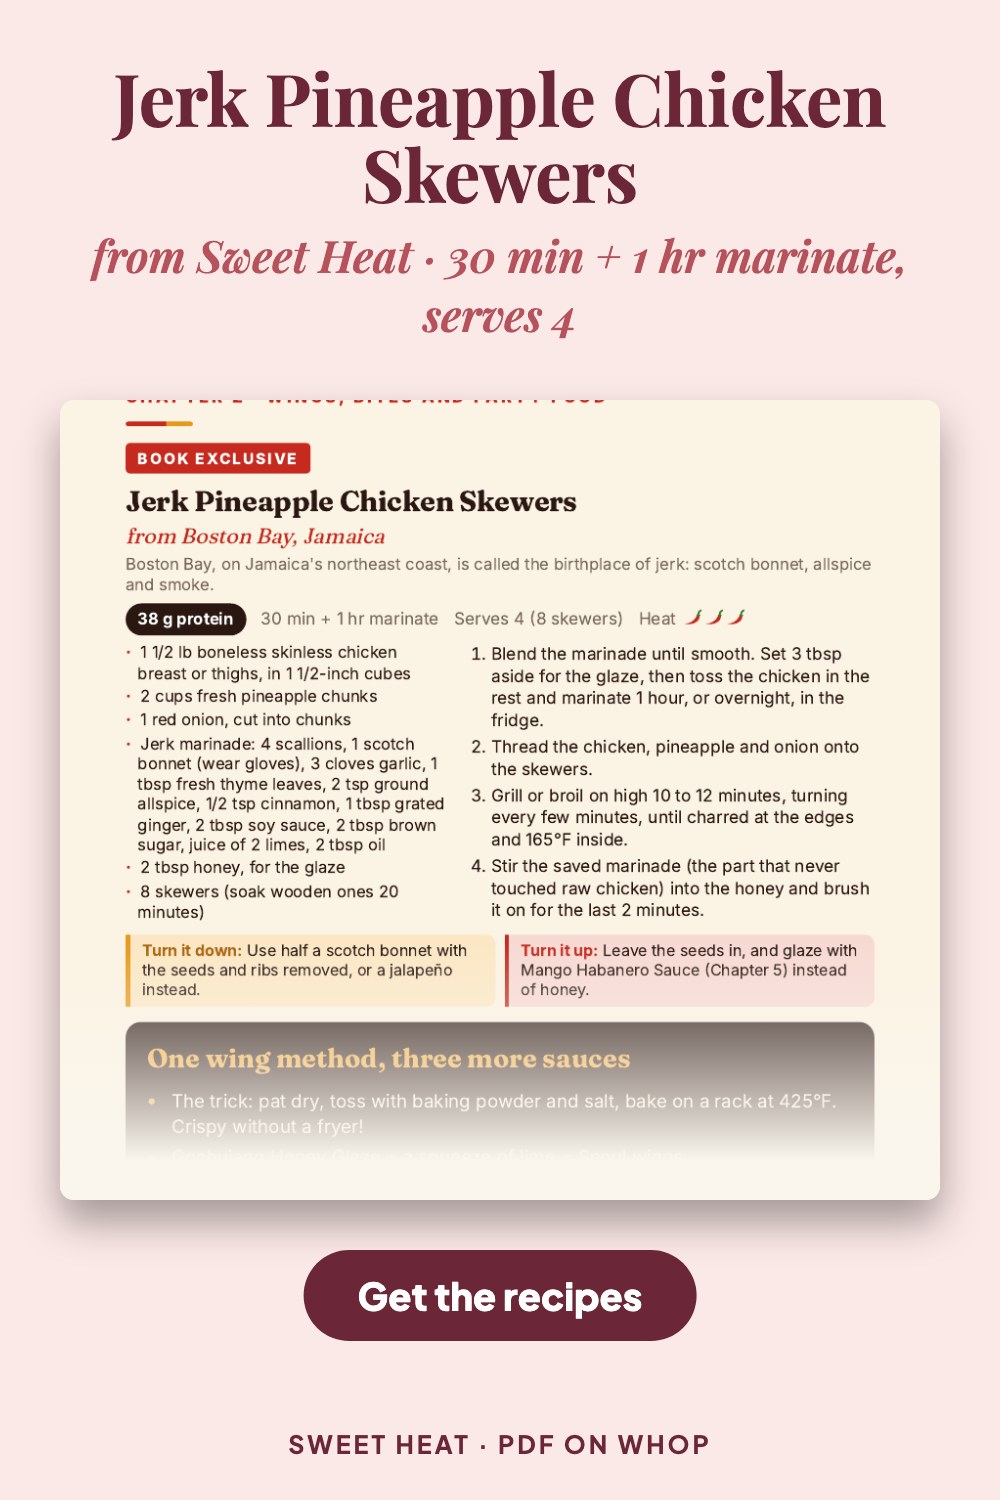 Jerk Pineapple Chicken
Skewers
from Sweet Heat · 30 min + 1 hr marinate,
serves 4
CHAPTER 2 WINGS, BITES AND PARTY FOOD
BOOK EXCLUSIVE
Jerk Pineapple Chicken Skewers
from Boston Bay, Jamaica
Boston Bay, on Jamaica's northeast coast, is called the birthplace of jerk: scotch bonnet, allspice
and smoke.
38 g protein 30 min + 1 hr marinate Serves 4 (8 skewers) Heat
· 1 1/2 lb boneless skinless chicken
breast or thighs, in 1 1/2-inch cubes
· 2 cups fresh pineapple chunks
· 1 red onion, cut into chunks
· Jerk marinade: 4 scallions, 1 scotch
bonnet (wear gloves), 3 cloves garlic, 1
tbsp fresh thyme leaves, 2 tsp ground
allspice, 1/2 tsp cinnamon, 1 tbsp grated
ginger, 2 tbsp soy sauce, 2 tbsp brown
sugar, juice of 2 limes, 2 tbsp oil
· 2 tbsp honey, for the glaze
· 8 skewers (soak wooden ones 20
minutes)
1. Blend the marinade until smooth. Set 3 tbsp
aside for the glaze, then toss the chicken in the
rest and marinate 1 hour, or overnight, in the
fridge.
2. Thread the chicken, pineapple and onion onto
the skewers.
3. Grill or broil on high 10 to 12 minutes, turning
every few minutes, until charred at the edges
and 165°F inside.
4. Stir the saved marinade (the part that never
touched raw chicken) into the honey and brush
it on for the last 2 minutes.
Turn it down: Use half a scotch bonnet with
the seeds and ribs removed, or a jalapeño
instead.
Turn it up: Leave the seeds in, and glaze with
Mango Habanero Sauce (Chapter 5) instead
of honey.
One wing method, three more sauces
• The trick: pat dry, toss with baking powder and salt, bake on a rack at 425°F.
Crispy without a fryer!
Get the recipes
SWEET HEAT · PDF ON WHOP